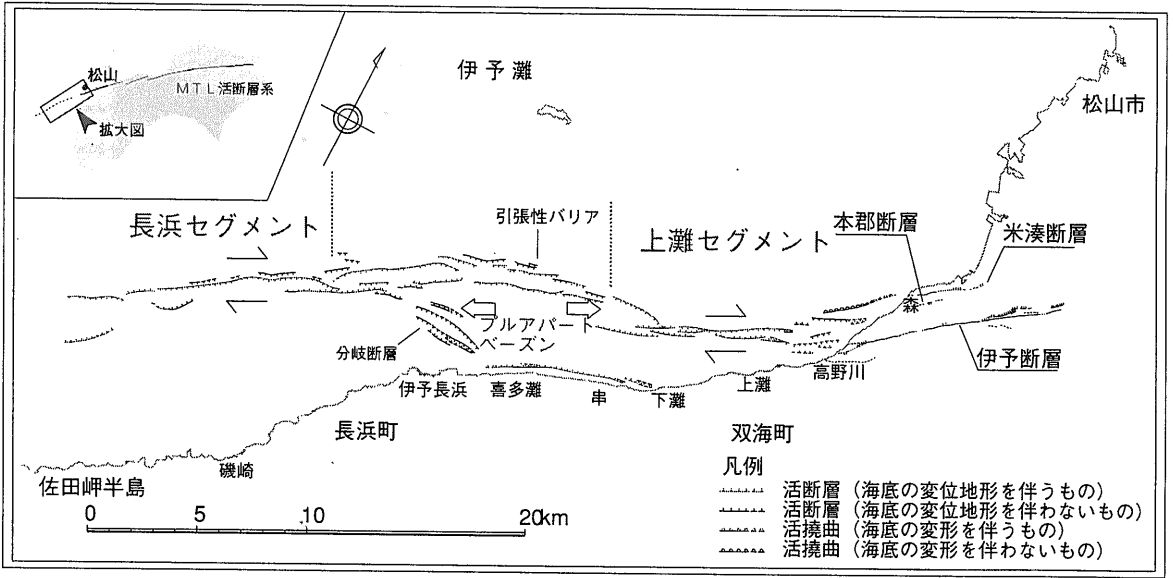 松山
MTL活断層系
拡大図
伊予灘
松山市
長浜セグメント
引張性バリア
上灘セグメント
本郡断層
米湊断層
森
プルアパート
ベーズン
分岐断層
伊予断層
高野川
上灘
伊予長浜
喜多灘
串
下灘
長浜町
双海町
磯崎
佐田岬半島
凡例
活断層(海底の変位地形を伴うもの)
活断層(海底の変位地形を伴わないもの)
活撓曲(海底の変形を伴うもの)
活撓曲(海底の変形を伴わないもの)
0 5 10 20km